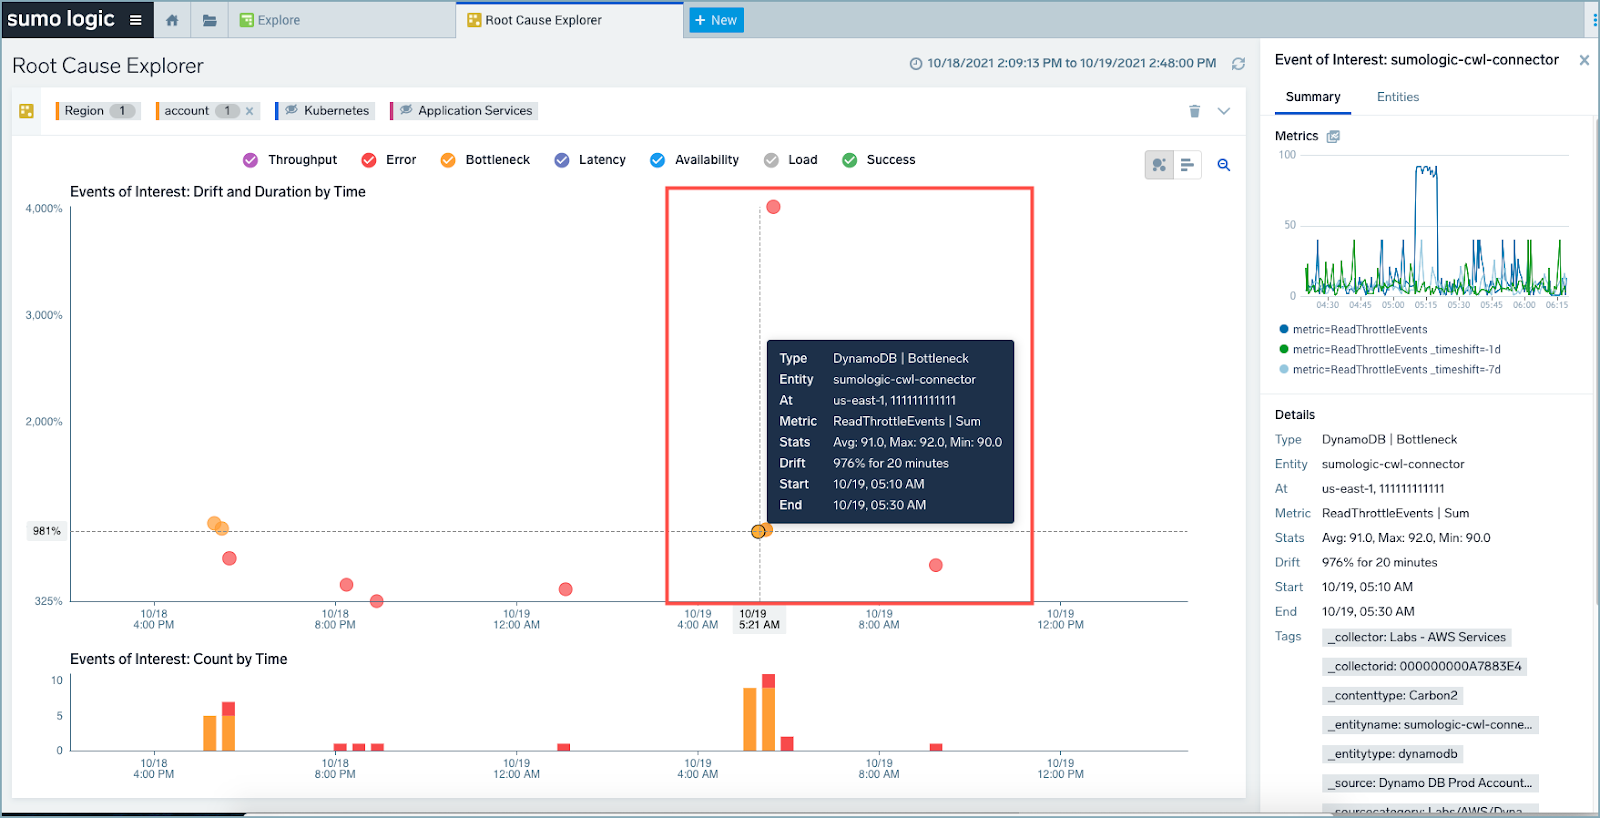 sumo logic
Explore
Root Cause Explorer
+ New
Root Cause Explorer
10/18/2021 2:09:13 PM to 10/19/2021 2:48:00 PM
Region 1
account 1 ×
Kubernetes
Application Services
Throughput
Error
Bottleneck
Latency
Availability
Load
Success
Events of Interest: Drift and Duration by Time
4,000%
3,000%
2,000%
981%
325%
Type DynamoDB | Bottleneck
Entity sumologic-cwl-connector
At us-east-1, 111111111111
Metric ReadThrottleEvents | Sum
Stats Avg: 91.0, Max: 92.0, Min: 90.0
Drift 976% for 20 minutes
Start 10/19, 05:10 AM
End 10/19, 05:30 AM
10/18 10/18 10/19 10/19 10/19 10/19 10/19
4:00 PM 8:00 PM 12:00 AM 4:00 AM 5:21 AM 8:00 AM 12:00 PM
Events of Interest: Count by Time
10
5
0
10/18 10/18 10/19 10/19 10/19 10/19
4:00 PM 8:00 PM 12:00 AM 4:00 AM 8:00 AM 12:00 PM
Event of Interest: sumologic-cwl-connector
Summary
Entities
Metrics
100
50
0
04:30 04:45 05:00 05:15 05:30 05:45 06:00 06:15
metric=ReadThrottleEvents
metric=ReadThrottleEvents _timeshift=-1d
metric=ReadThrottleEvents _timeshift=-7d
Details
Type DynamoDB | Bottleneck
Entity sumologic-cwl-connector
At us-east-1, 111111111111
Metric ReadThrottleEvents | Sum
Stats Avg: 91.0, Max: 92.0, Min: 90.0
Drift 976% for 20 minutes
Start 10/19, 05:10 AM
End 10/19, 05:30 AM
Tags _collector: Labs - AWS Services
_collectorid: 000000000A7883E4
_contenttype: Carbon2
_entityname: sumologic-cwl-conne...
_entitytype: dynamodb
_source: Dynamo DB Prod Account...
_sourcecategory: Labs/AWS/Dyna...